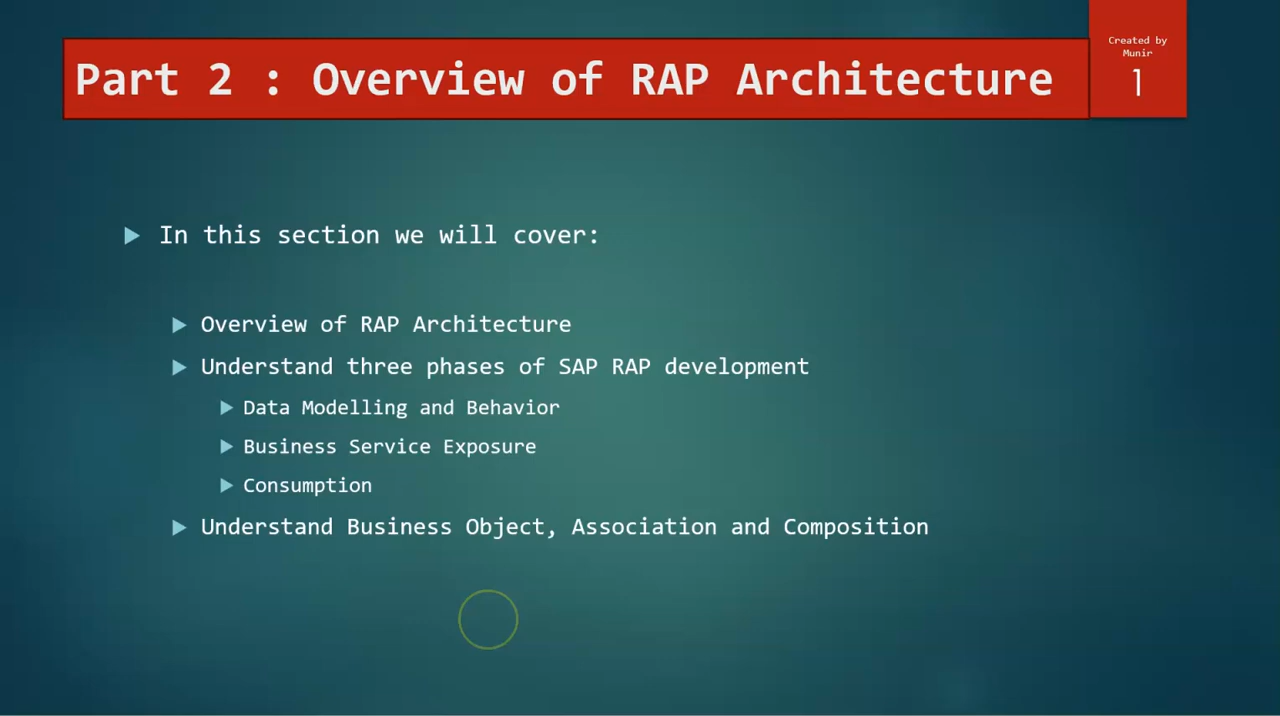 Part 2 : Overview of RAP Architecture
Created by
Munir
1
In this section we will cover:
Overview of RAP Architecture
Understand three phases of SAP RAP development
Data Modelling and Behavior
Business Service Exposure
Consumption
Understand Business Object, Association and Composition